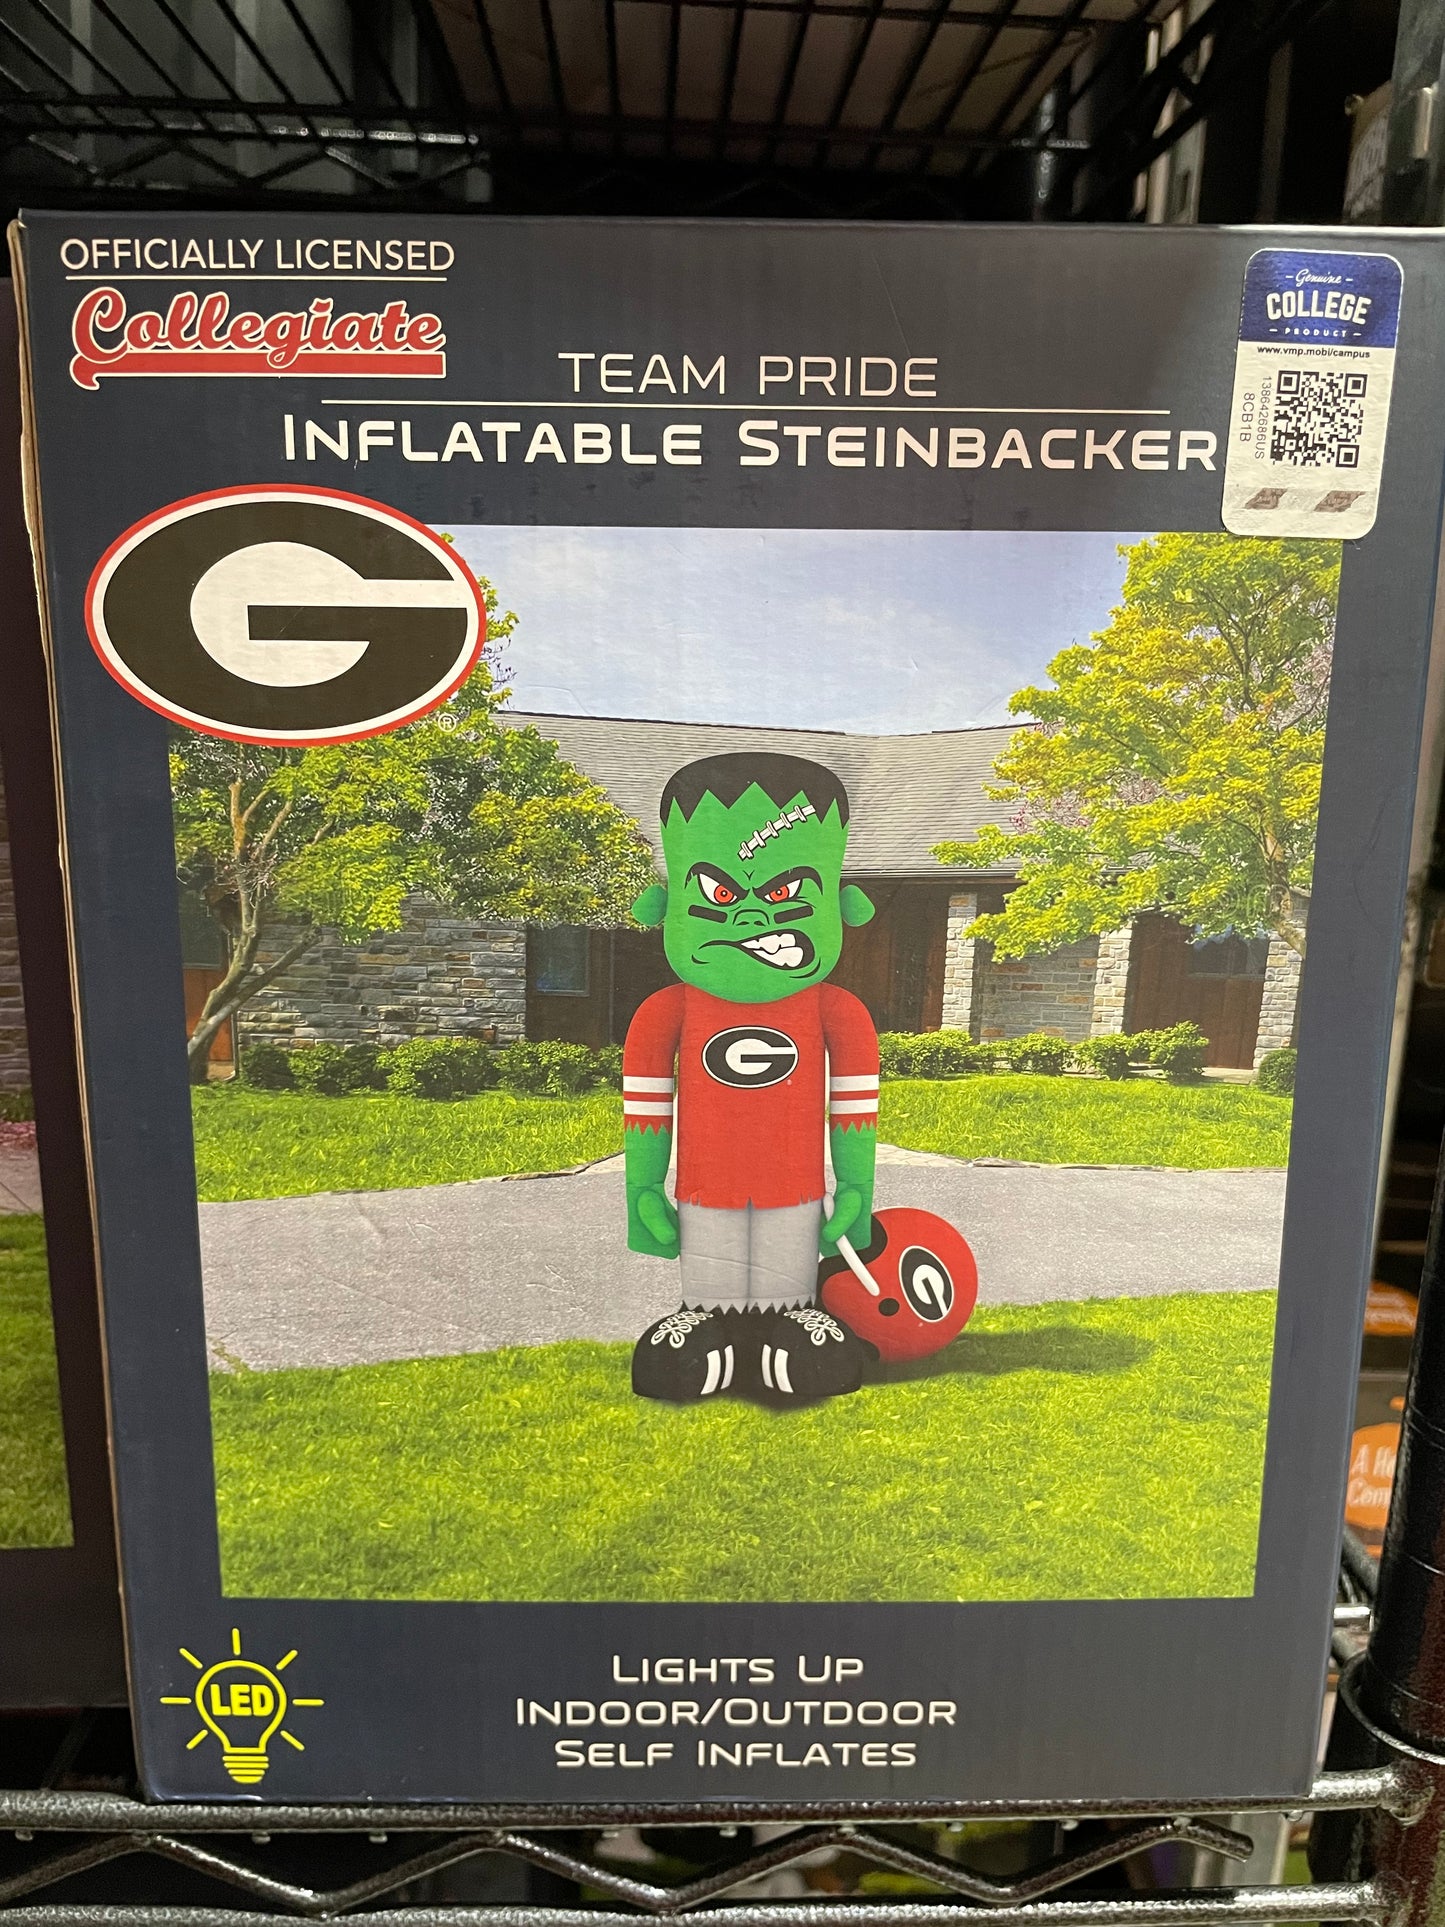 OFFICIALLY LICENSED
Collegiate
TEAM PRIDE
INFLATABLE STEINBACKER
Genuine
COLLEGE
PRODUCT
www.vmp.mobi/campus
138642686US
8CB1B
G
®
G
G
LED
LIGHTS UP
INDOOR/OUTDOOR
SELF INFLATES